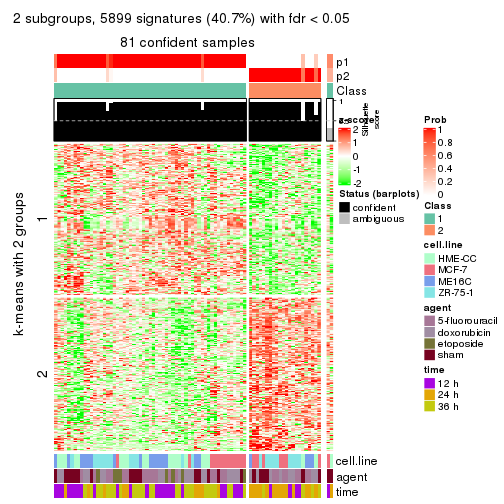 2 subgroups, 5899 signatures (40.7%) with fdr < 0.05
81 confident samples
p1
p2
Class
1
Silhouette
score
z-score
2
1
0
-1
-2
Status (barplots)
confident
ambiguous
Prob
1
0.8
0.6
0.4
0.2
0
Class
1
2
cell.line
HME-CC
MCF-7
ME16C
ZR-75-1
agent
5-fluorouracil
doxorubicin
etoposide
sham
time
12 h
24 h
36 h
k-means with 2 groups
1
2
cell.line
agent
time